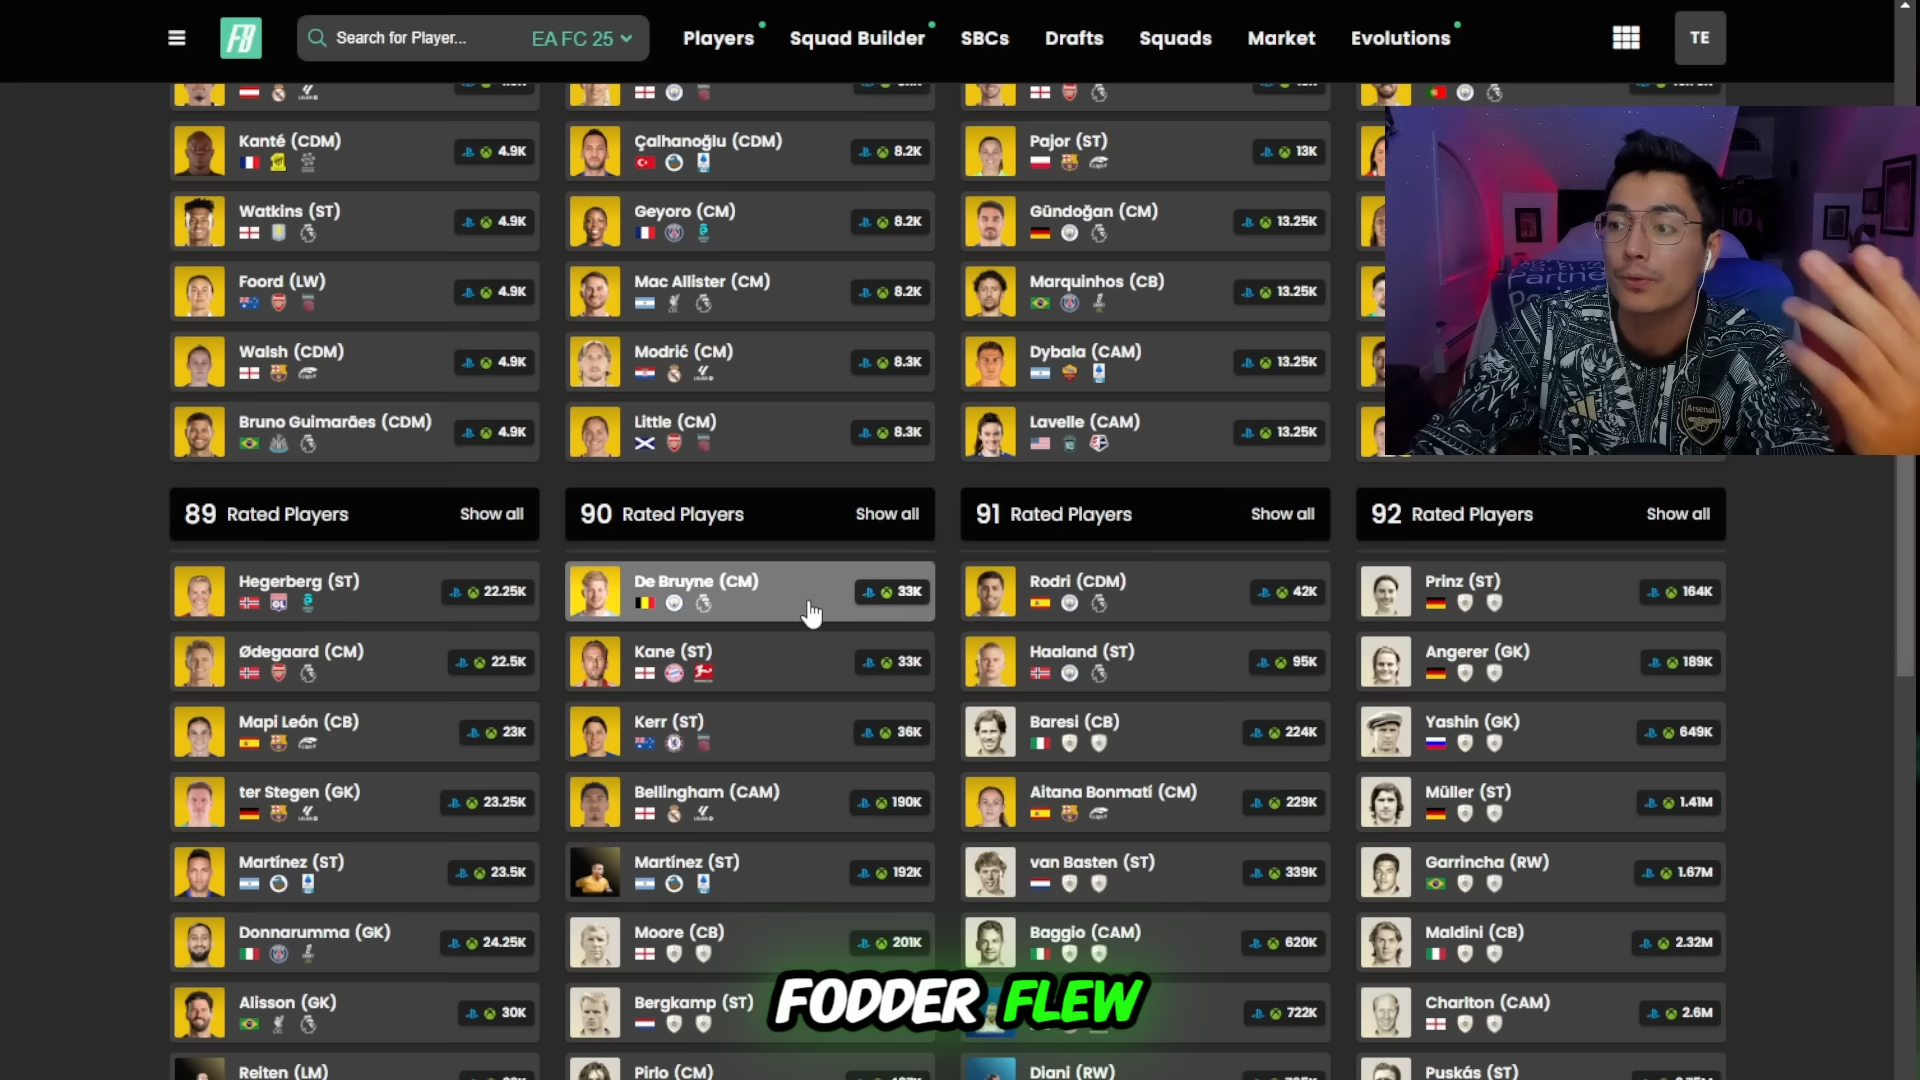 Search for Player...
EA FC 25
Players
Squad Builder
SBCs
Drafts
Squads
Market
Evolutions
TE
Kanté (CDM)
4.9K
Watkins (ST)
4.9K
Foord (LW)
4.9K
Walsh (CDM)
4.9K
Bruno Guimarães (CDM)
4.9K
Çalhanoğlu (CDM)
8.2K
Geyoro (CM)
8.2K
Mac Allister (CM)
8.2K
Modrić (CM)
8.3K
Little (CM)
8.3K
Pajor (ST)
13K
Gündoğan (CM)
13.25K
Marquinhos (CB)
13.25K
Dybala (CAM)
13.25K
Lavelle (CAM)
13.25K
Arsenal
89 Rated Players
Show all
Hegerberg (ST)
22.25K
Ødegaard (CM)
22.5K
Mapi León (CB)
23K
ter Stegen (GK)
23.25K
Martínez (ST)
23.5K
Donnarumma (GK)
24.25K
Alisson (GK)
30K
Reiten (LM)
90 Rated Players
Show all
De Bruyne (CM)
33K
Kane (ST)
33K
Kerr (ST)
36K
Bellingham (CAM)
190K
Martínez (ST)
192K
Moore (CB)
201K
Bergkamp (ST)
Pirlo (CM)
91 Rated Players
Show all
Rodri (CDM)
42K
Haaland (ST)
95K
Baresi (CB)
224K
Aitana Bonmatí (CM)
229K
van Basten (ST)
339K
Baggio (CAM)
620K
722K
Diani (RW)
92 Rated Players
Show all
Prinz (ST)
164K
Angerer (GK)
189K
Yashin (GK)
649K
Müller (ST)
1.41M
Garrincha (RW)
1.67M
Maldini (CB)
2.32M
Charlton (CAM)
2.6M
Puskás (ST)
FODDER FLEW